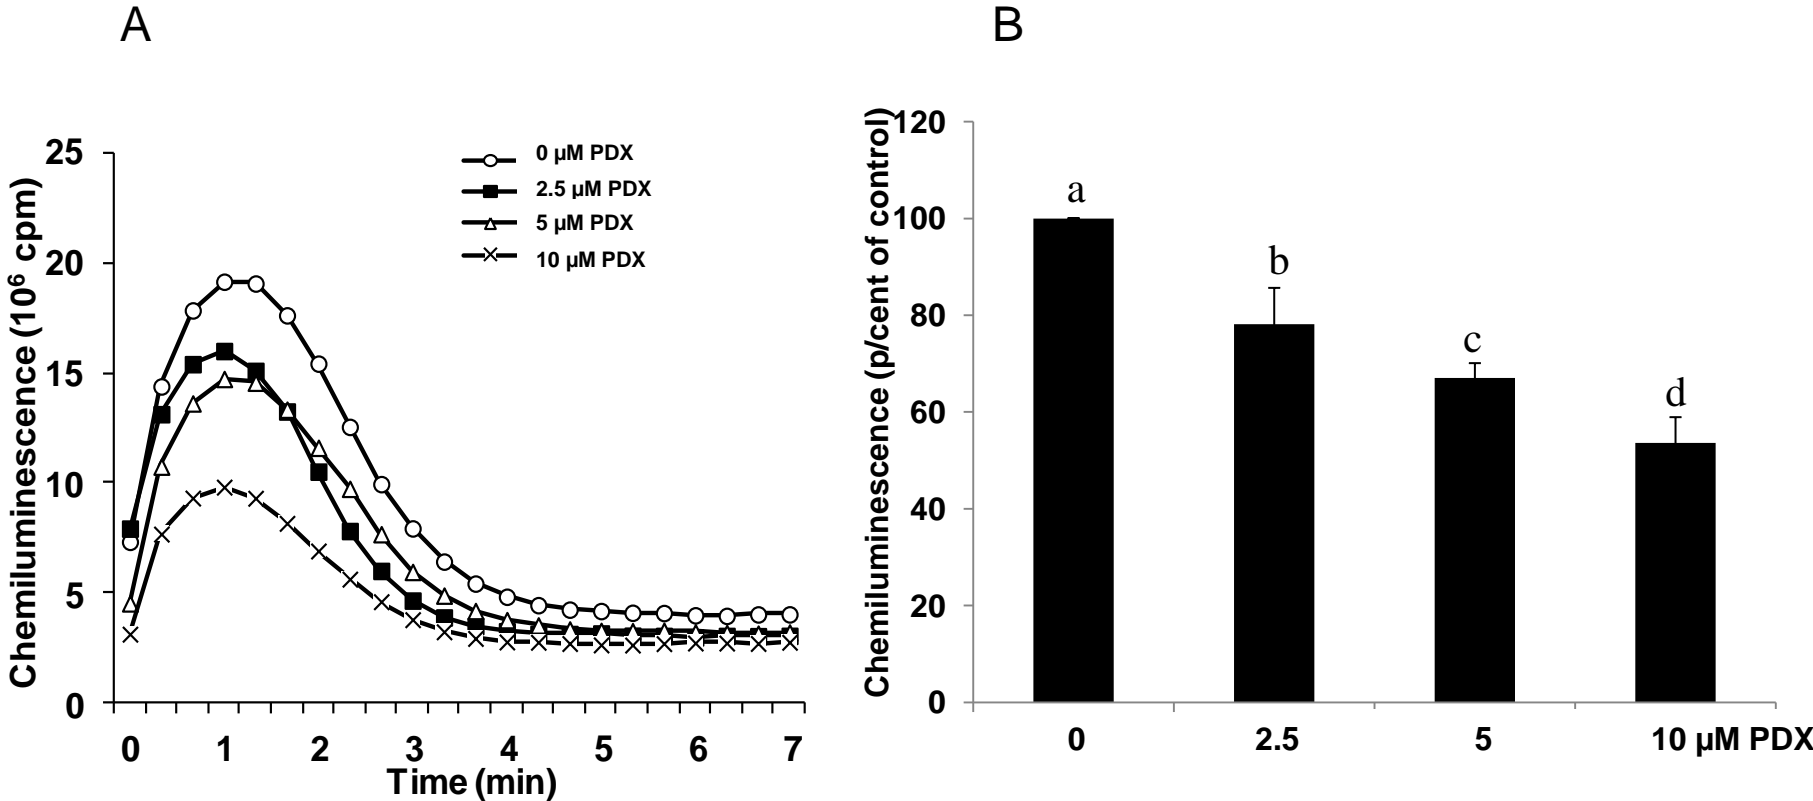 A
Chemiluminescence (10⁶ cpm)
25
20
15
10
5
0
0 µM PDX
2.5 µM PDX
5 µM PDX
10 µM PDX
0 1 2 3 4 5 6 7
Time (min)
B
Chemiluminescence (p/cent of control)
120
100
80
60
40
20
0
a
b
c
d
0 2.5 5 10 µM PDX